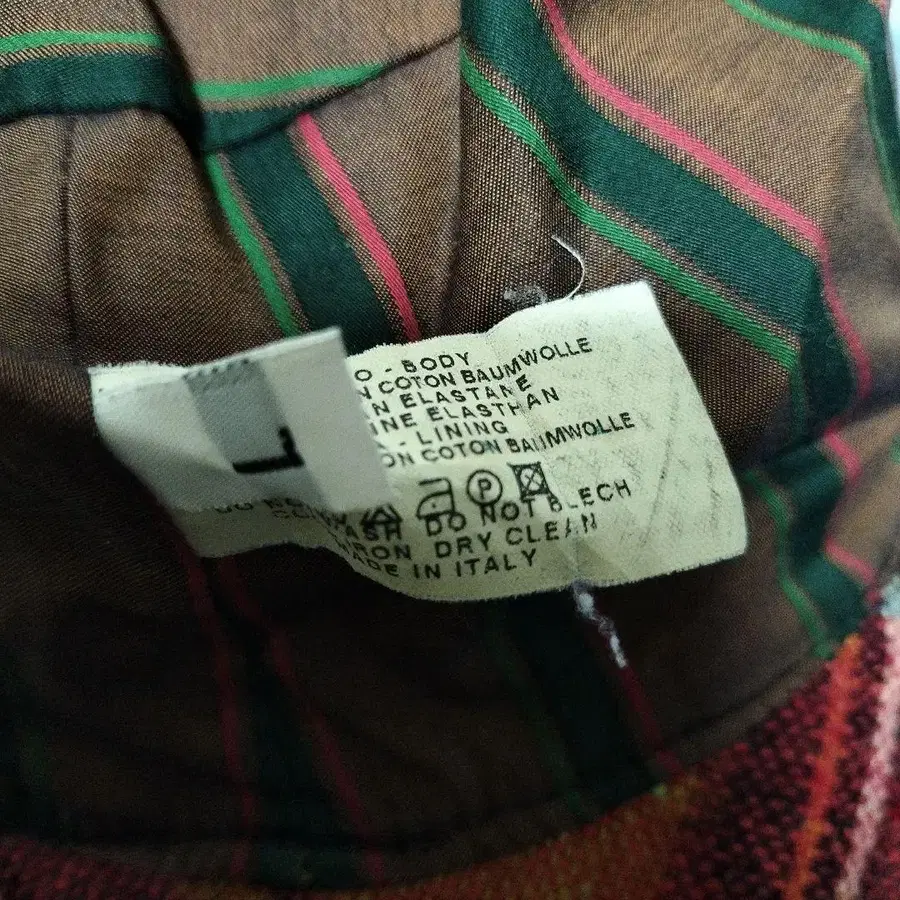 L
O - BODY
N COTON BAUMWOLLE
N ELASTANE
INE ELASTHAN
- LINING
ON COTON BAUMWOLLE
P
WASH DO NOT BLECH
IRON DRY CLEAN
MADE IN ITALY